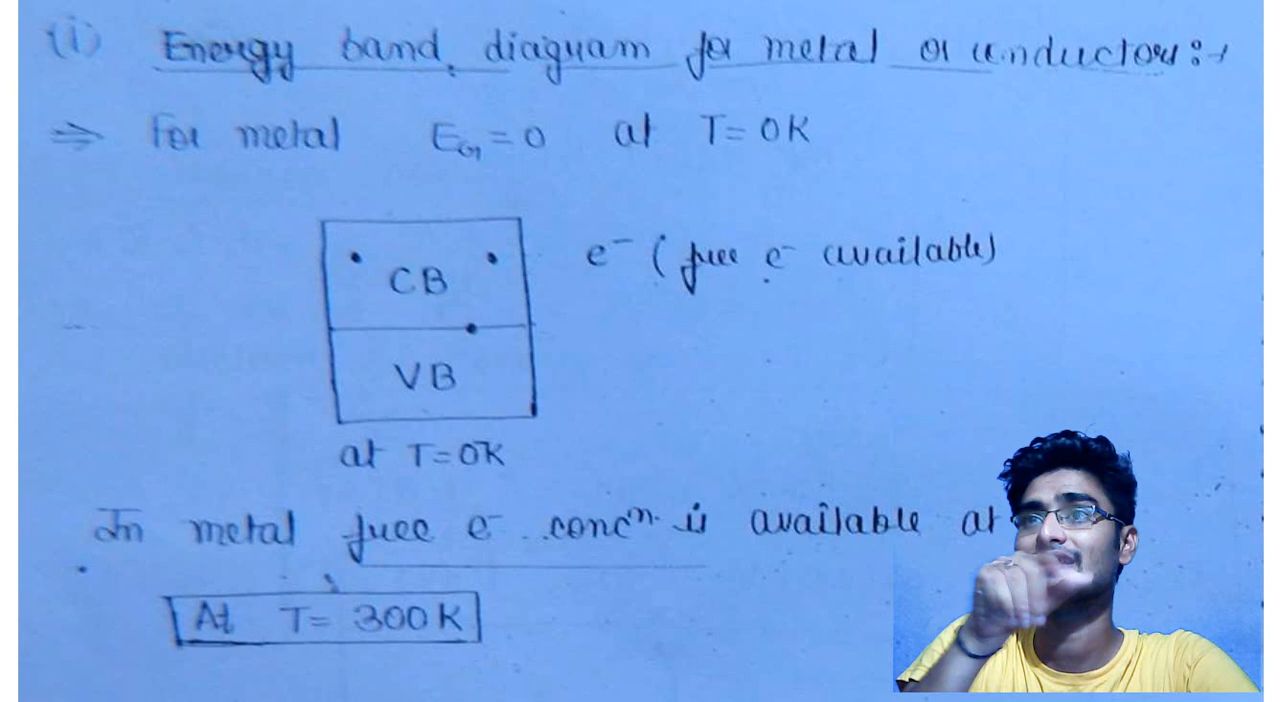 (i) Energy band diagram for metal or conductor:→
⇒ For metal E_G = 0 at T = 0K
e⁻ (free e⁻ available)
CB
VB
at T = 0K
In metal free e⁻ concⁿ. is available at
At T = 300K